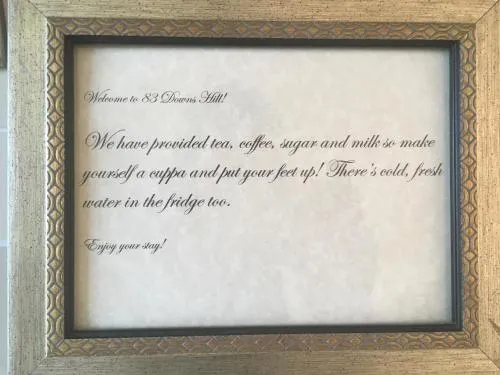 Welcome to 83 Downs Hill!
We have provided tea, coffee, sugar and milk so make
yourself a cuppa and put your feet up! There's cold, fresh
water in the fridge too.
Enjoy your stay!